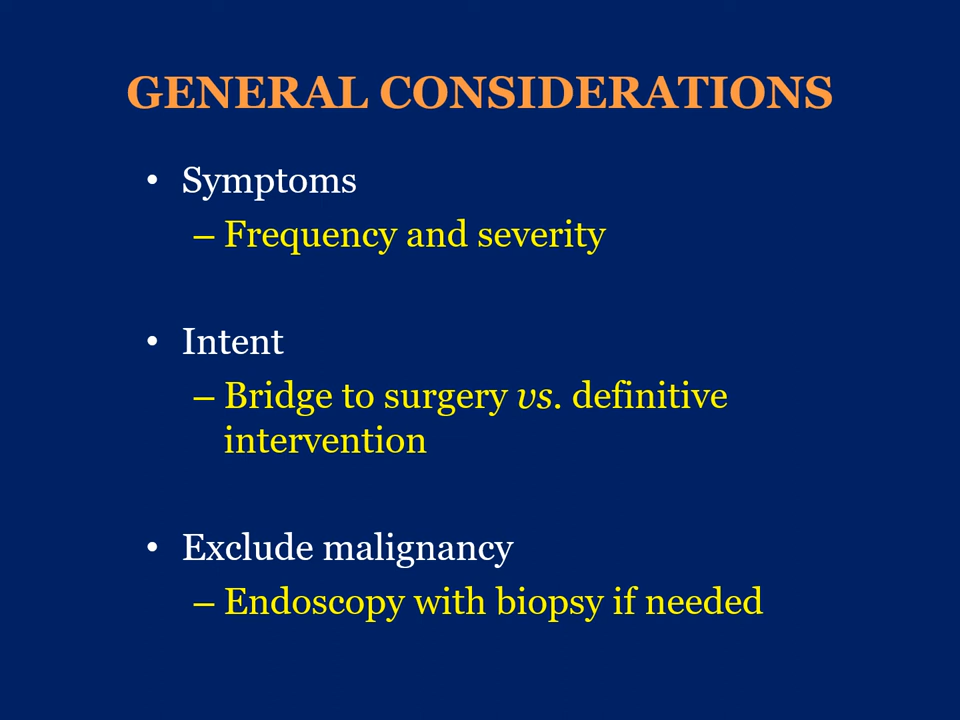 GENERAL CONSIDERATIONS
• Symptoms
– Frequency and severity
• Intent
– Bridge to surgery vs. definitive
intervention
• Exclude malignancy
– Endoscopy with biopsy if needed